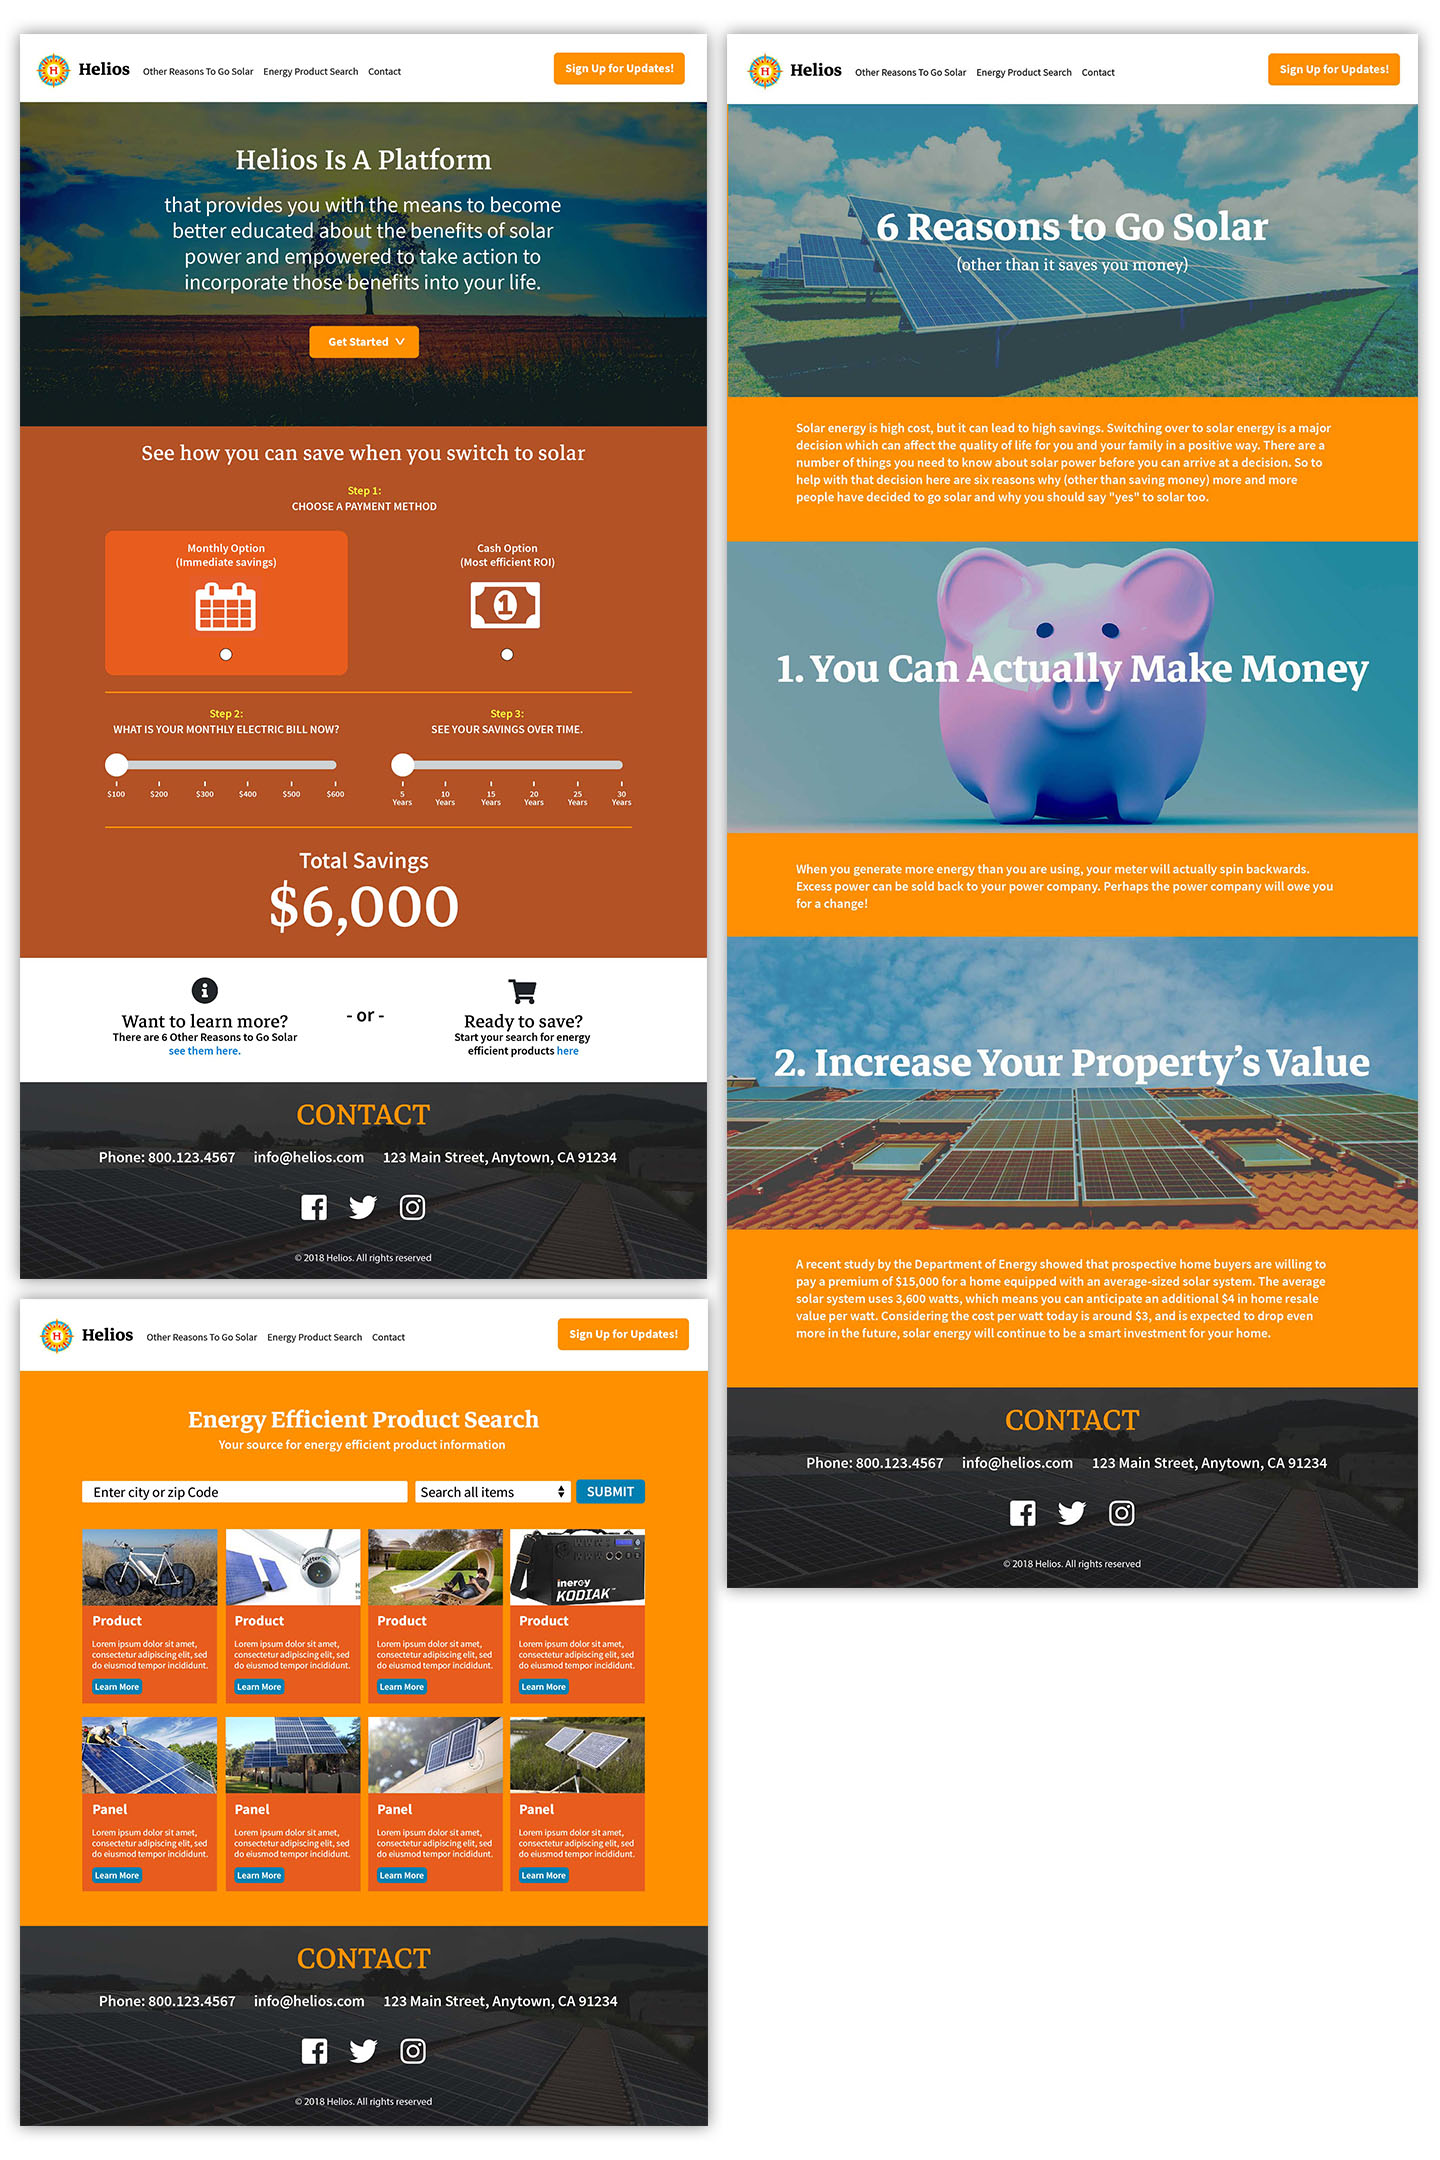 H Helios Other Reasons To Go Solar Energy Product Search Contact Sign Up for Updates!
Helios Is A Platform
that provides you with the means to become
better educated about the benefits of solar
power and empowered to take action to
incorporate those benefits into your life.
Get Started
See how you can save when you switch to solar
Step 1:
CHOOSE A PAYMENT METHOD
Monthly Option
(Immediate savings)
Cash Option
(Most efficient ROI)
1
Step 2:
WHAT IS YOUR MONTHLY ELECTRIC BILL NOW?
$100 $200 $300 $400 $500 $600
Step 3:
SEE YOUR SAVINGS OVER TIME.
5 10 15 20 25 30
Years Years Years Years Years Years
Total Savings
$6,000
Want to learn more?
There are 6 Other Reasons to Go Solar
see them here.
- or -
Ready to save?
Start your search for energy
efficient products here
CONTACT
Phone: 800.123.4567 info@helios.com 123 Main Street, Anytown, CA 91234
© 2018 Helios. All rights reserved
H Helios Other Reasons To Go Solar Energy Product Search Contact Sign Up for Updates!
Energy Efficient Product Search
Your source for energy efficient product information
Enter city or zip Code Search all items SUBMIT
inergy
KODIAK
Product
Lorem ipsum dolor sit amet,
consectetur adipiscing elit, sed
do eiusmod tempor incididunt.
Learn More
Product
Lorem ipsum dolor sit amet,
consectetur adipiscing elit, sed
do eiusmod tempor incididunt.
Learn More
Product
Lorem ipsum dolor sit amet,
consectetur adipiscing elit, sed
do eiusmod tempor incididunt.
Learn More
Product
Lorem ipsum dolor sit amet,
consectetur adipiscing elit, sed
do eiusmod tempor incididunt.
Learn More
Panel
Lorem ipsum dolor sit amet,
consectetur adipiscing elit, sed
do eiusmod tempor incididunt.
Learn More
Panel
Lorem ipsum dolor sit amet,
consectetur adipiscing elit, sed
do eiusmod tempor incididunt.
Learn More
Panel
Lorem ipsum dolor sit amet,
consectetur adipiscing elit, sed
do eiusmod tempor incididunt.
Learn More
Panel
Lorem ipsum dolor sit amet,
consectetur adipiscing elit, sed
do eiusmod tempor incididunt.
Learn More
CONTACT
Phone: 800.123.4567 info@helios.com 123 Main Street, Anytown, CA 91234
© 2018 Helios. All rights reserved
H Helios Other Reasons To Go Solar Energy Product Search Contact Sign Up for Updates!
6 Reasons to Go Solar
(other than it saves you money)
Solar energy is high cost, but it can lead to high savings. Switching over to solar energy is a major
decision which can affect the quality of life for you and your family in a positive way. There are a
number of things you need to know about solar power before you can arrive at a decision. So to
help with that decision here are six reasons why (other than saving money) more and more
people have decided to go solar and why you should say "yes" to solar too.
1. You Can Actually Make Money
When you generate more energy than you are using, your meter will actually spin backwards.
Excess power can be sold back to your power company. Perhaps the power company will owe you
for a change!
2. Increase Your Property’s Value
A recent study by the Department of Energy showed that prospective home buyers are willing to
pay a premium of $15,000 for a home equipped with an average-sized solar system. The average
solar system uses 3,600 watts, which means you can anticipate an additional $4 in home resale
value per watt. Considering the cost per watt today is around $3, and is expected to drop even
more in the future, solar energy will continue to be a smart investment for your home.
CONTACT
Phone: 800.123.4567 info@helios.com 123 Main Street, Anytown, CA 91234
© 2018 Helios. All rights reserved